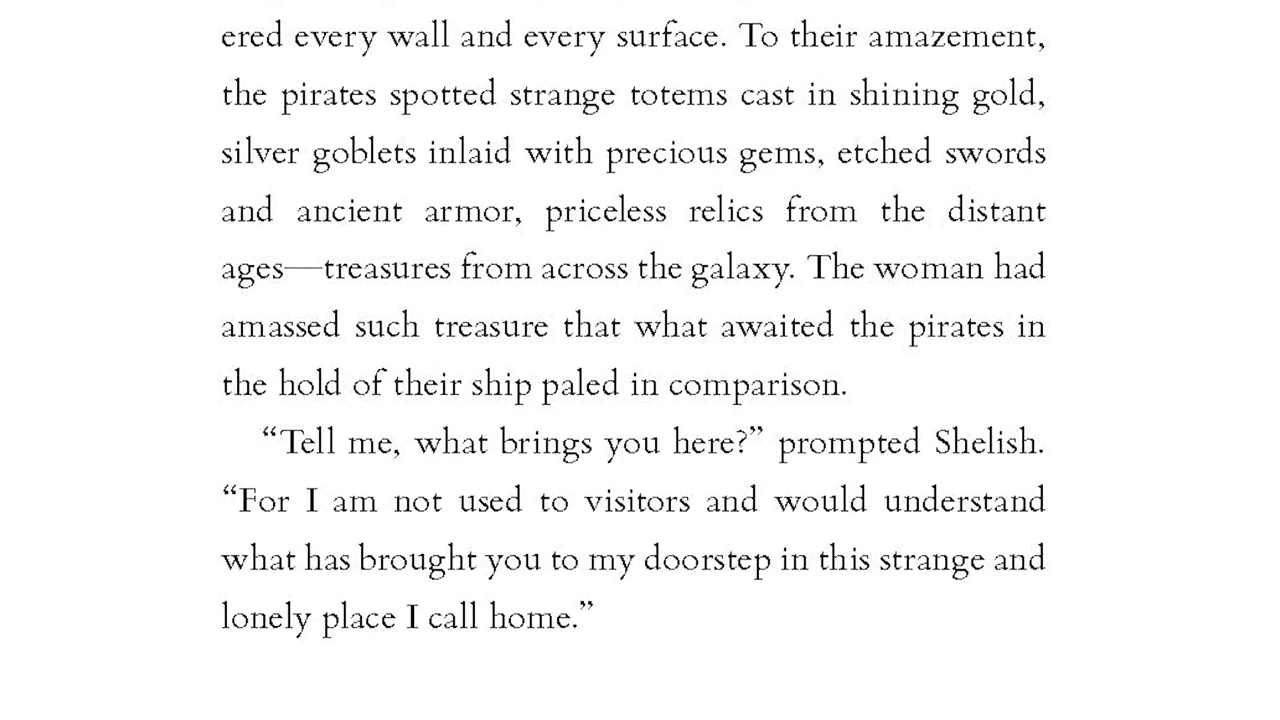 ered every wall and every surface. To their amazement,
the pirates spotted strange totems cast in shining gold,
silver goblets inlaid with precious gems, etched swords
and ancient armor, priceless relics from the distant
ages—treasures from across the galaxy. The woman had
amassed such treasure that what awaited the pirates in
the hold of their ship paled in comparison.
“Tell me, what brings you here?” prompted Shelish.
“For I am not used to visitors and would understand
what has brought you to my doorstep in this strange and
lonely place I call home.”